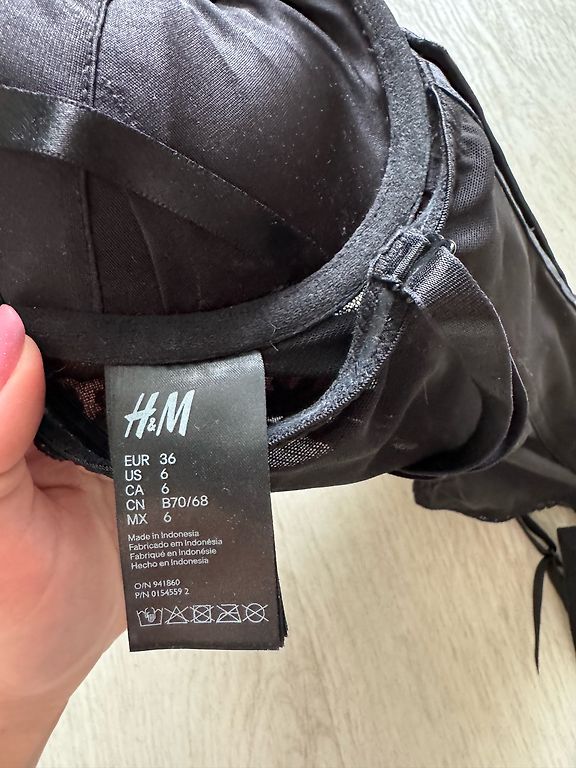 H&M
EUR 36
US 6
CA 6
CN B70/68
MX 6
Made in Indonesia
Fabricado em Indonésia
Fabriqué en Indonésie
Hecho en Indonesia
O/N 941860
P/N 0154559 2